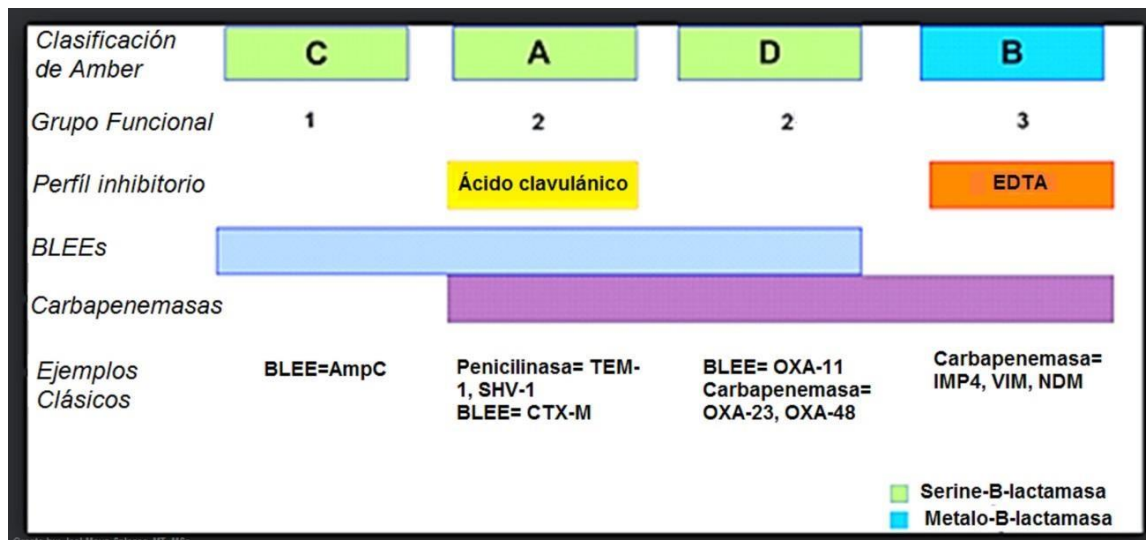 Clasificación
de Amber
C
A
D
B
Grupo Funcional
1
2
2
3
Perfíl inhibitorio
Ácido clavulánico
EDTA
BLEEs
Carbapenemasas
Ejemplos
Clásicos
BLEE=AmpC
Penicilinasa= TEM-
1, SHV-1
BLEE= CTX-M
BLEE= OXA-11
Carbapenemasa=
OXA-23, OXA-48
Carbapenemasa=
IMP4, VIM, NDM
Serine-B-lactamasa
Metalo-B-lactamasa